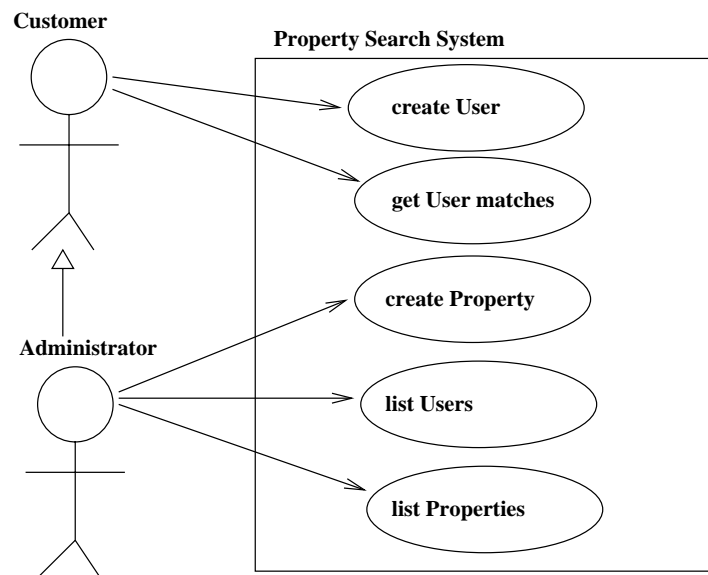 Customer
Property Search System
create User
get User matches
create Property
Administrator
list Users
list Properties